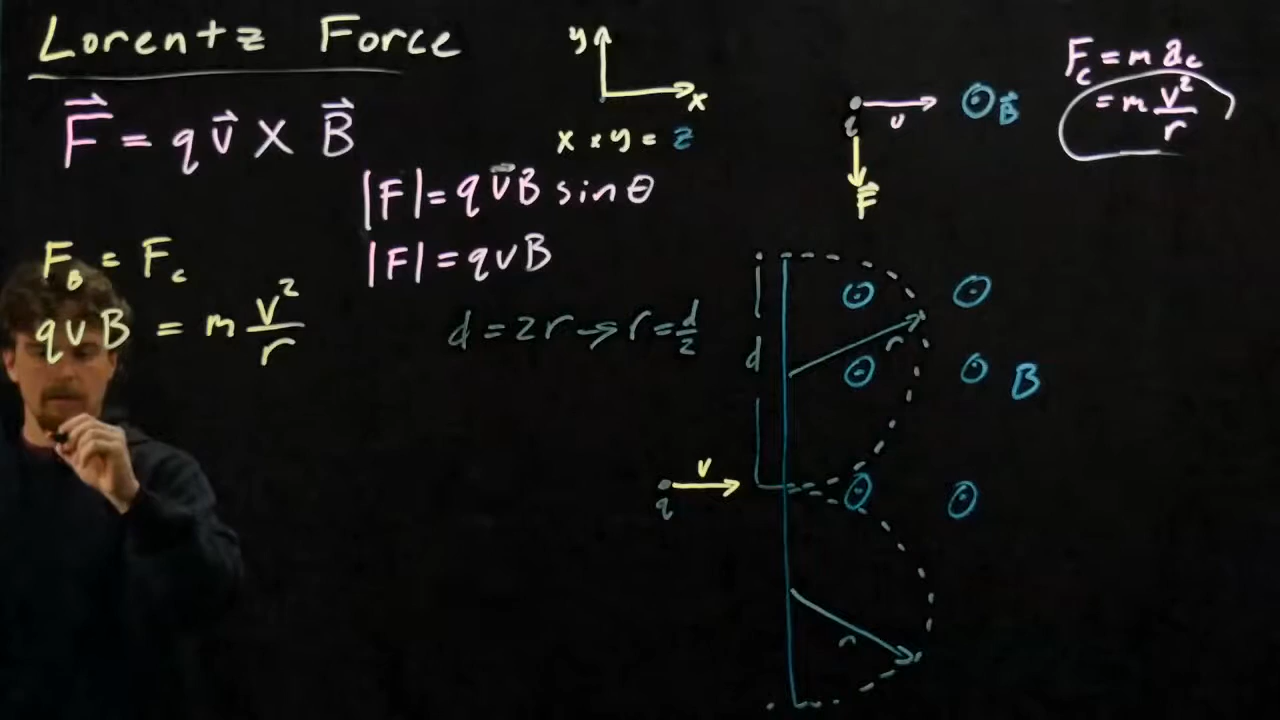 Lorentz Force
F⃗ = qv⃗ X B⃗
|F| = qv⃗B sinθ
|F| = qvB
F_B = F_c
qvB = m v²/r
d = 2r → r = d/2
y
x
x × y = z
q
v
B⃗
F⃗
F_c = m a_c
= m v²/r
d
r
B
v
q
r